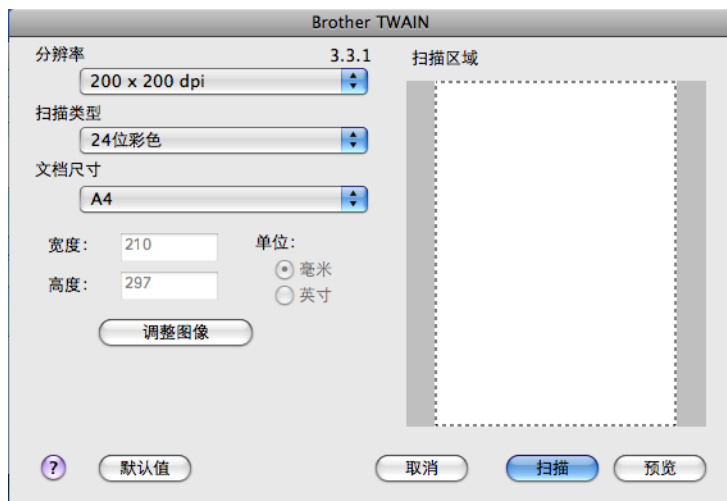 Brother TWAIN
分辨率 3.3.1
200 x 200 dpi
扫描类型
24位彩色
文档尺寸
A4
宽度: 210
高度: 297
单位:
毫米
英寸
调整图像
扫描区域
?
默认值
取消
扫描
预览